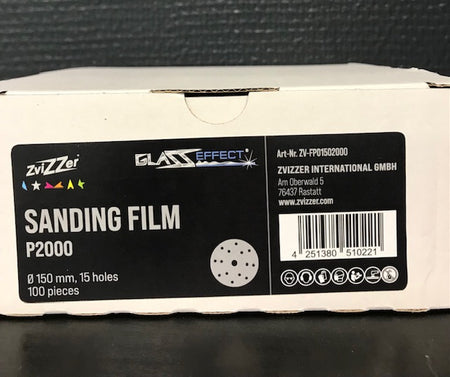 ZviZZer
GLASS EFFECT®
Art-Nr. ZV-FP01502000
ZVIZZER INTERNATIONAL GMBH
Am Oberwald 5
76437 Rastatt
www.zvizzer.com
SANDING FILM
P2000
Ø 150 mm, 15 holes
100 pieces
4 251380 510221